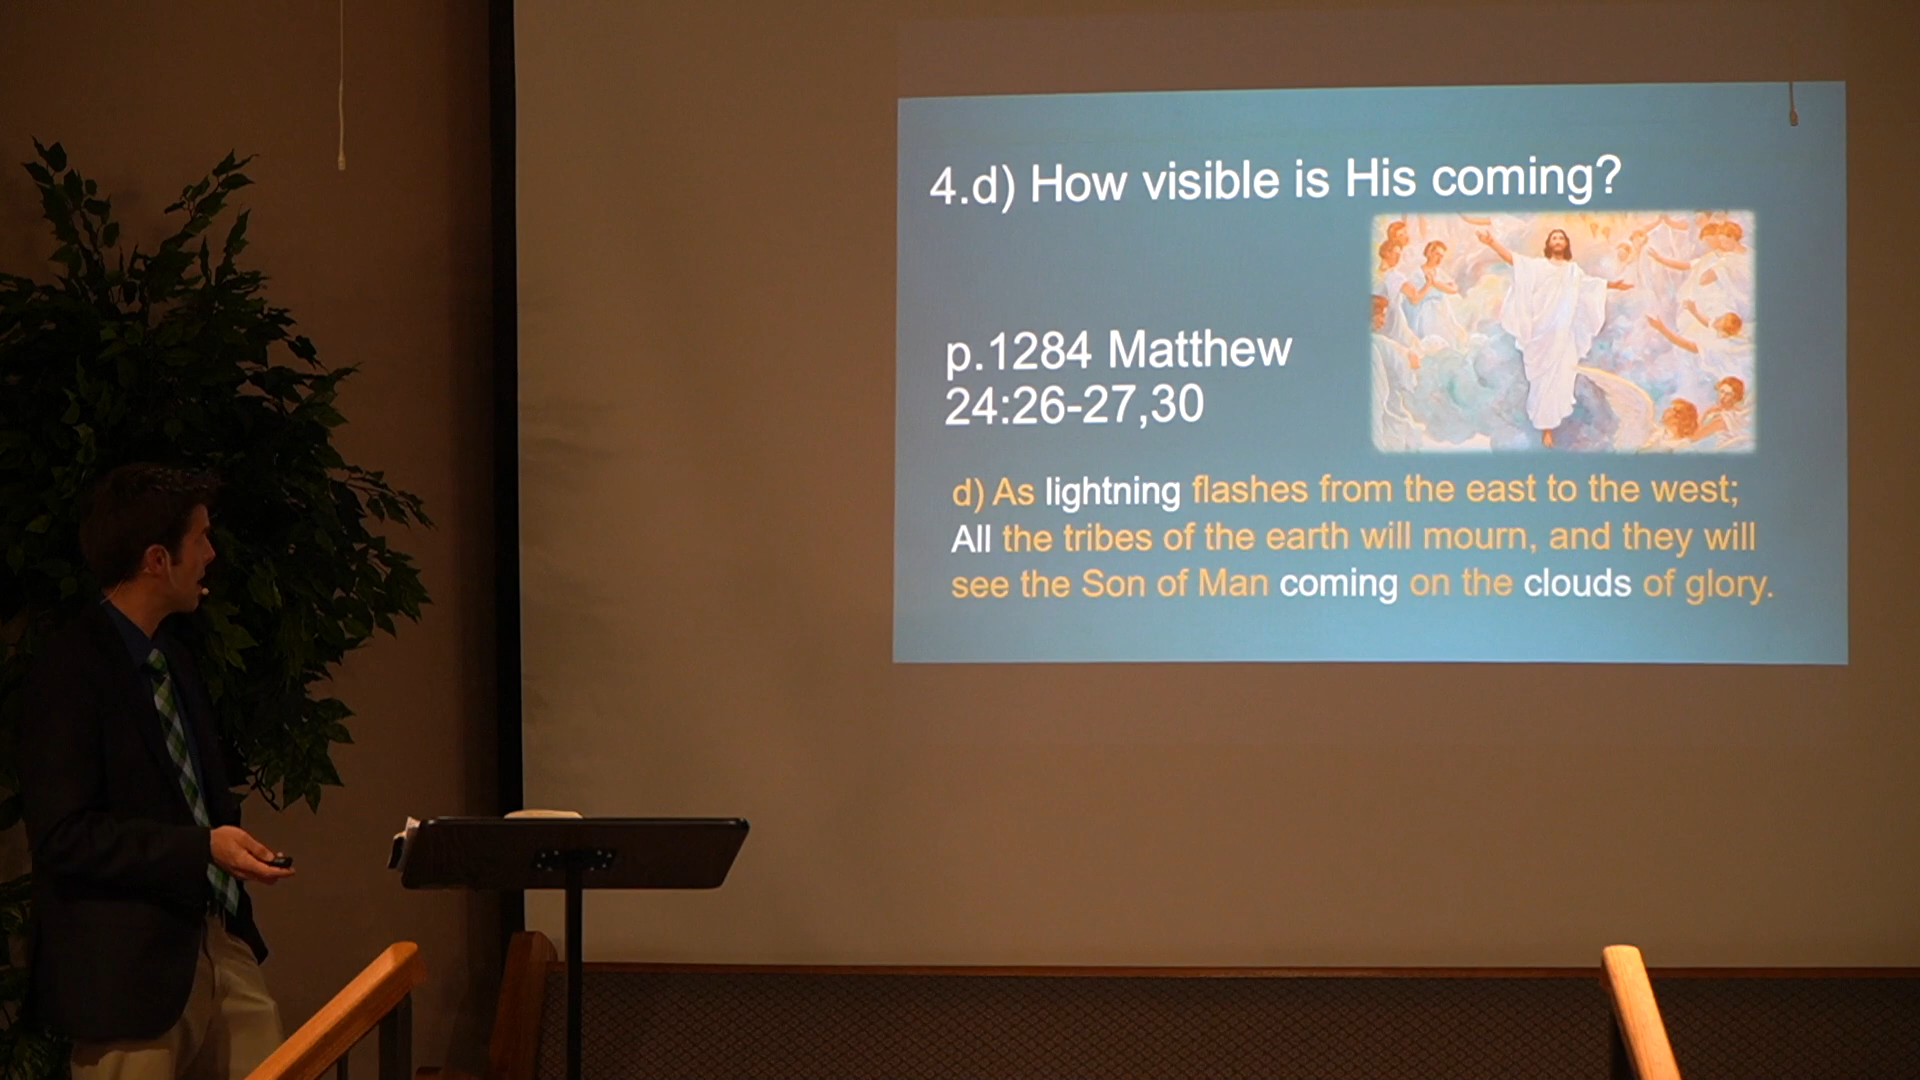 4.d) How visible is His coming?
p.1284 Matthew
24:26-27,30
d) As lightning flashes from the east to the west;
All the tribes of the earth will mourn, and they will
see the Son of Man coming on the clouds of glory.